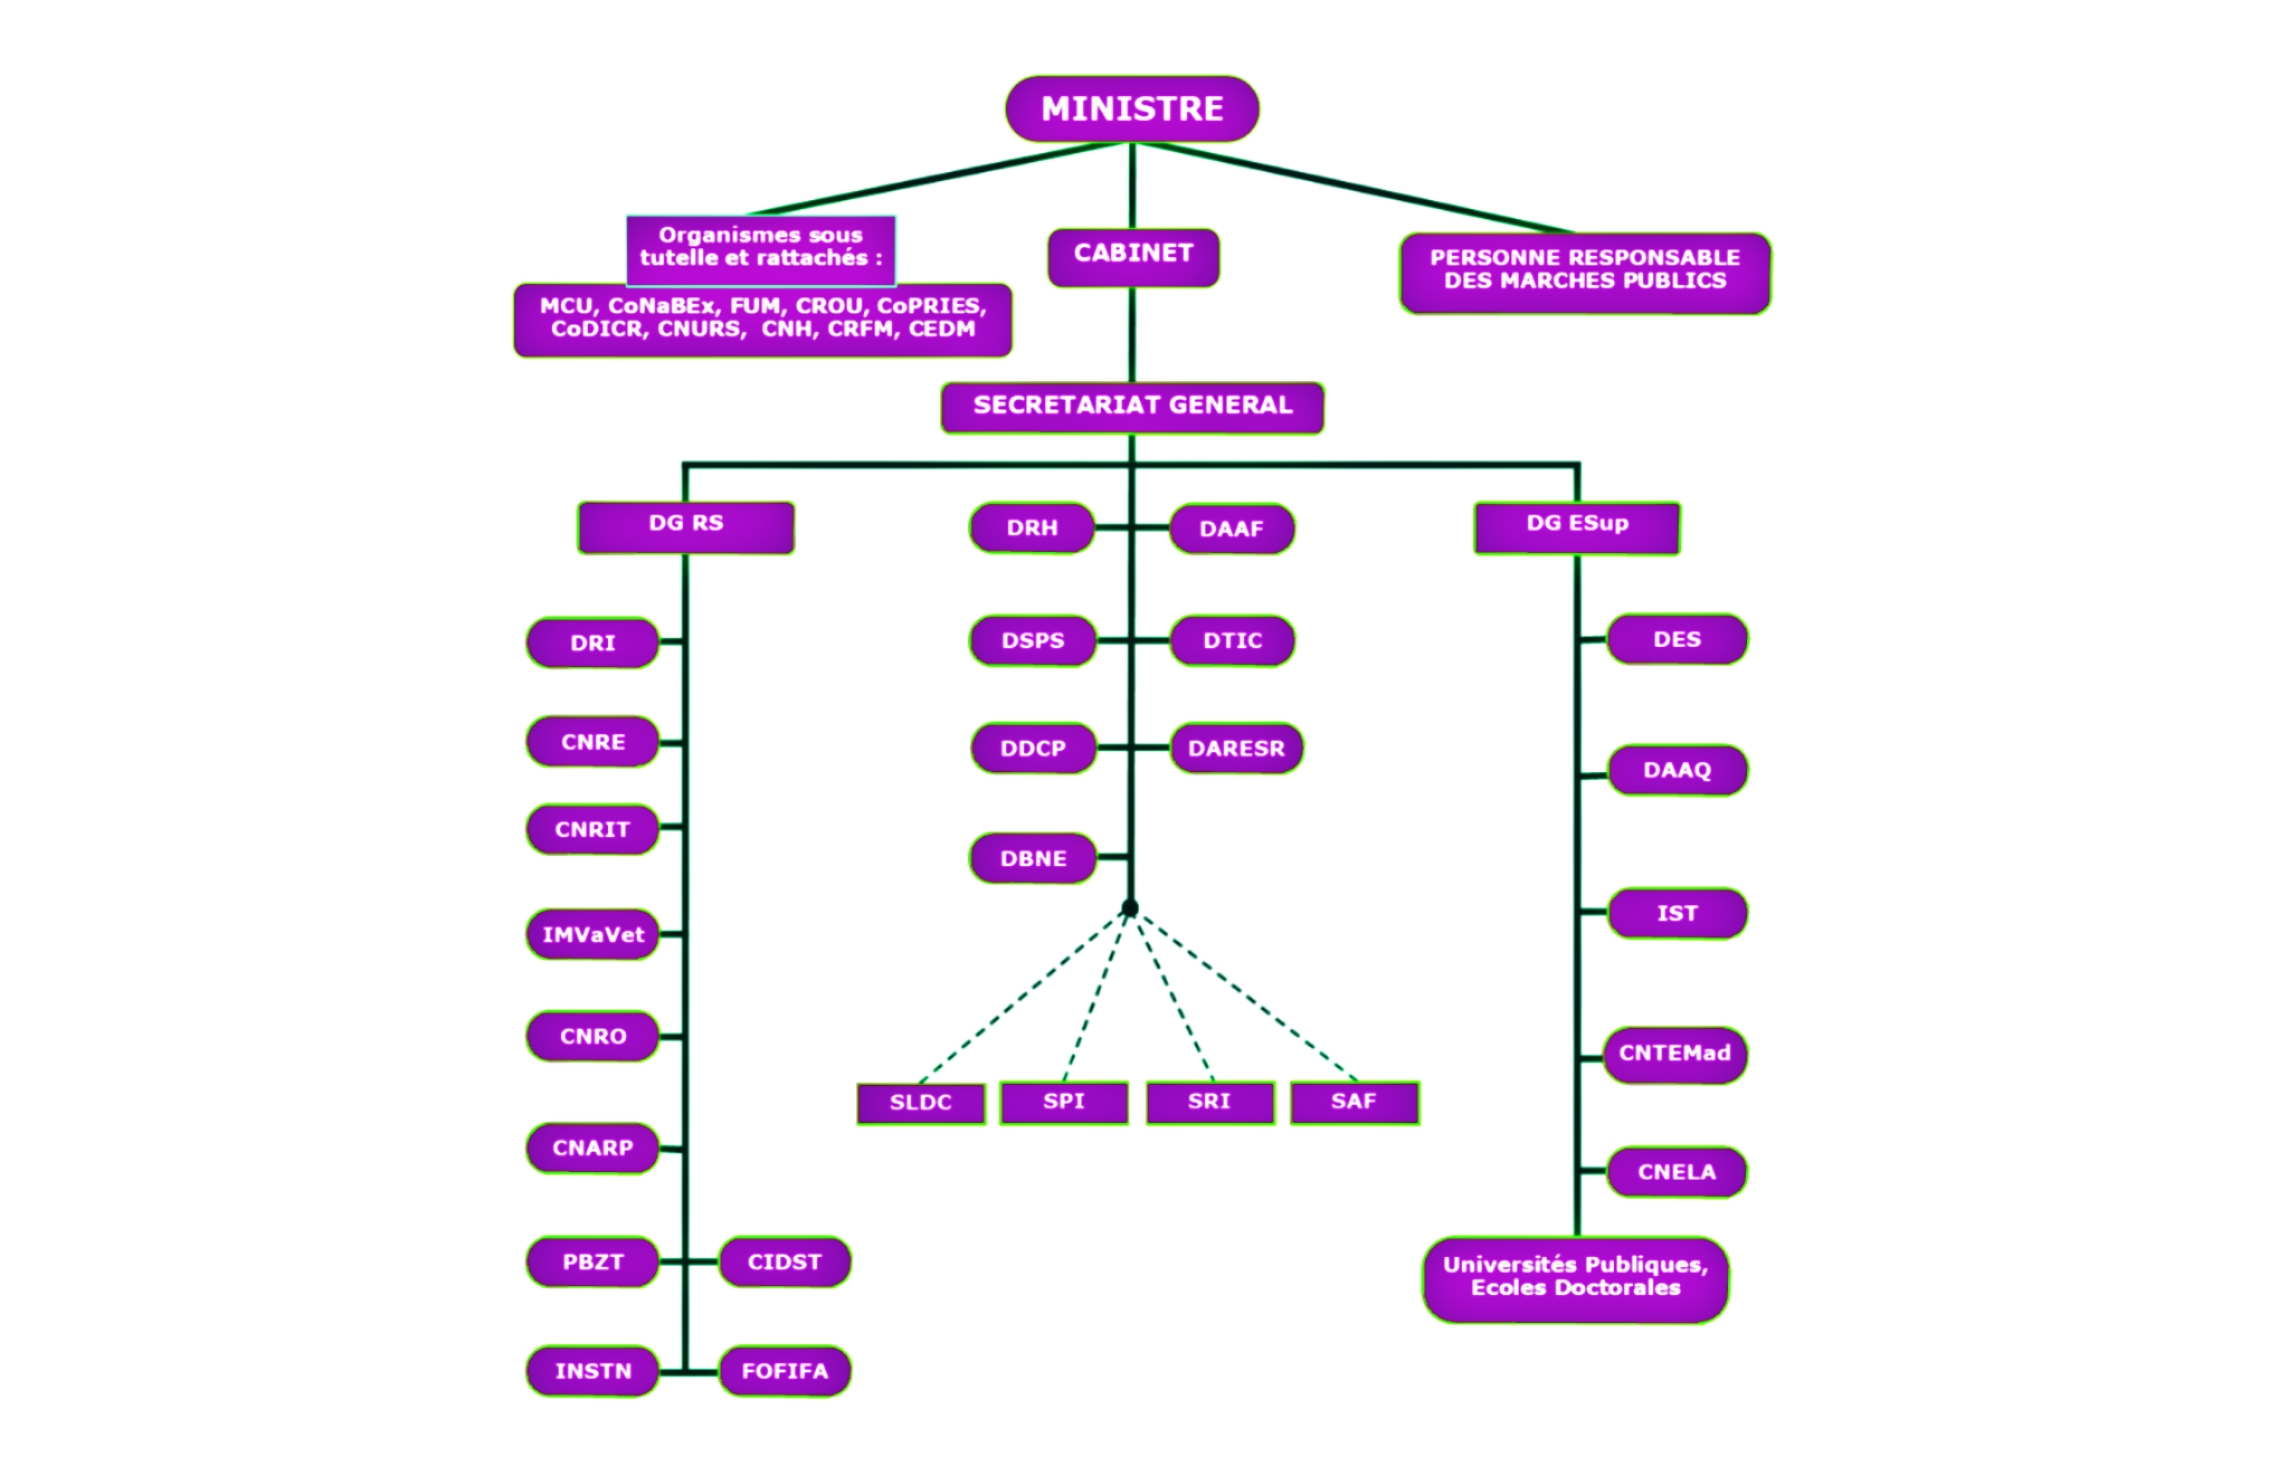 MINISTRE
Organismes sous
tutelle et rattachés :
MCU, CoNaBEx, FUM, CROU, CoPRIES,
CoDICR, CNURS, CNH, CRFM, CEDM
CABINET
PERSONNE RESPONSABLE
DES MARCHES PUBLICS
SECRETARIAT GENERAL
DG RS
DRH
DAAF
DG ESup
DRI
DSPS
DTIC
DES
CNRE
DDCP
DARESR
DAAQ
CNRIT
DBNE
IMVaVet
IST
CNRO
CNTEMad
SLDC
SPI
SRI
SAF
CNARP
CNELA
PBZT
CIDST
Universités Publiques,
Ecoles Doctorales
INSTN
FOFIFA